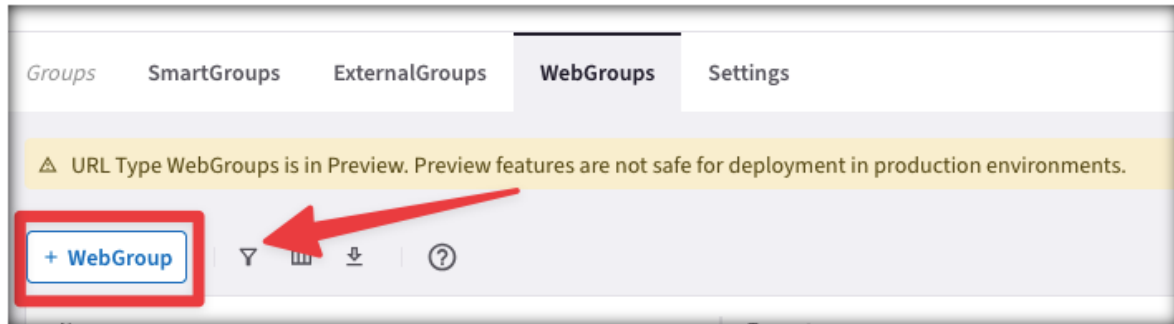 Groups SmartGroups ExternalGroups WebGroups Settings
URL Type WebGroups is in Preview. Preview features are not safe for deployment in production environments.
+ WebGroup